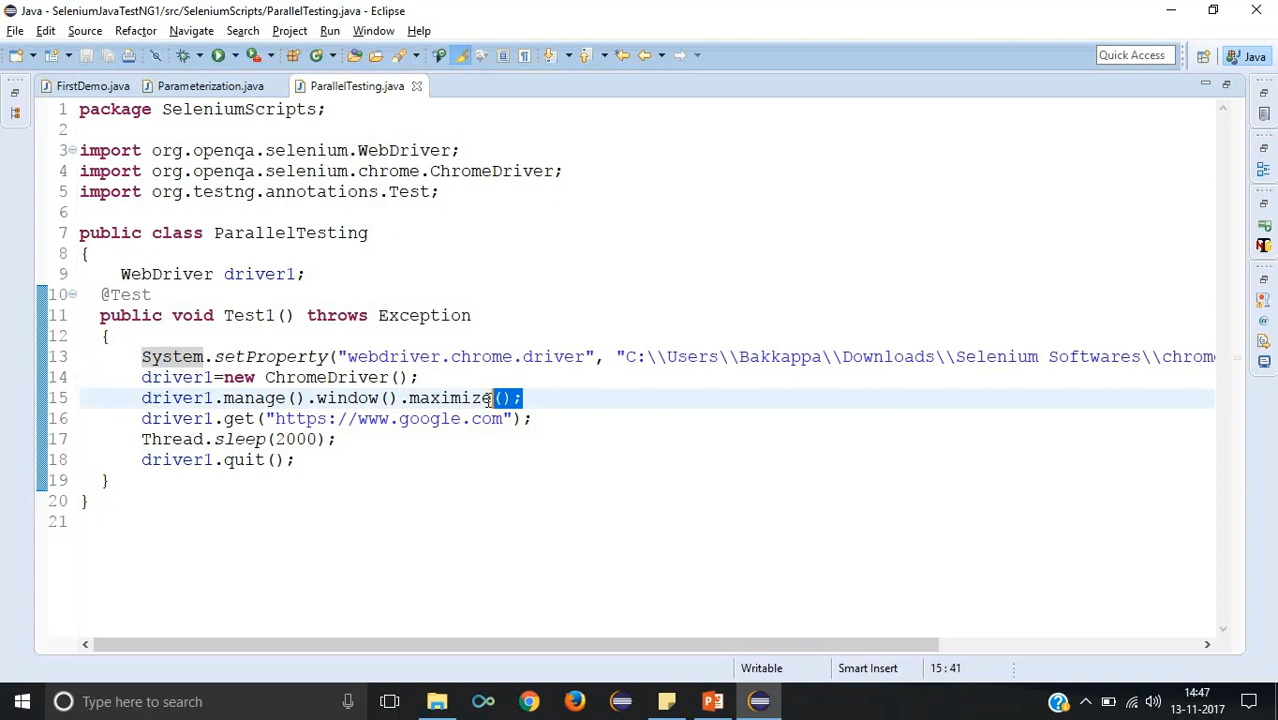 Java - SeleniumJavaTestNG1/src/SeleniumScripts/ParallelTesting.java - Eclipse
File Edit Source Refactor Navigate Search Project Run Window Help
Quick Access
Java
FirstDemo.java Parameterization.java ParallelTesting.java
1 package SeleniumScripts;
2
3 import org.openqa.selenium.WebDriver;
4 import org.openqa.selenium.chrome.ChromeDriver;
5 import org.testng.annotations.Test;
6
7 public class ParallelTesting
8 {
9 WebDriver driver1;
10 @Test
11 public void Test1() throws Exception
12 {
13 System.setProperty("webdriver.chrome.driver", "C:\\Users\\Bakkappa\\Downloads\\Selenium Softwares\\chrom
14 driver1=new ChromeDriver();
15 driver1.manage().window().maximize();
16 driver1.get("https://www.google.com");
17 Thread.sleep(2000);
18 driver1.quit();
19 }
20 }
21
Writable Smart Insert 15 : 41
Type here to search
14:47
13-11-2017